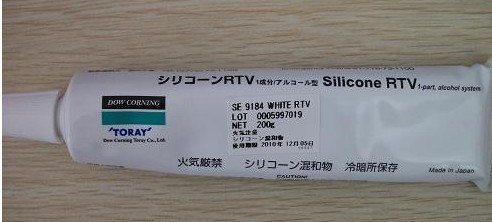 シリコーンRTV 1成分/アルコール型 Silicone RTV 1-part, alcohol system
DOW CORNING
"TORAY"
Dow Corning Toray Co., Ltd.
SE 9184 WHITE RTV
LOT 0005997019
NET 200g
火気注意
シリコーン混和物
使用期限 2010年 12月05日
火気厳禁 シリコーン混和物 冷暗所保存 Made in Japan
CAUTION!